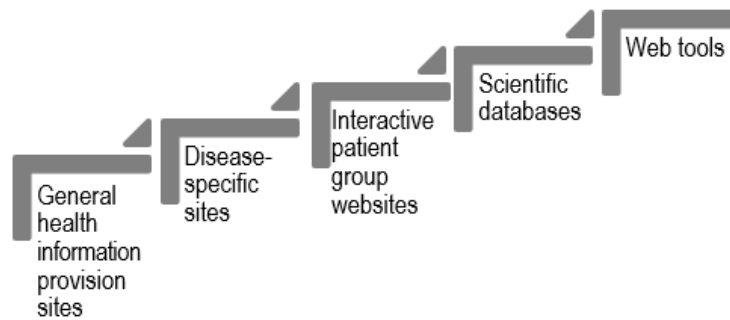 General
health
information
provision
sites
Disease-
specific
sites
Interactive
patient
group
websites
Scientific
databases
Web tools